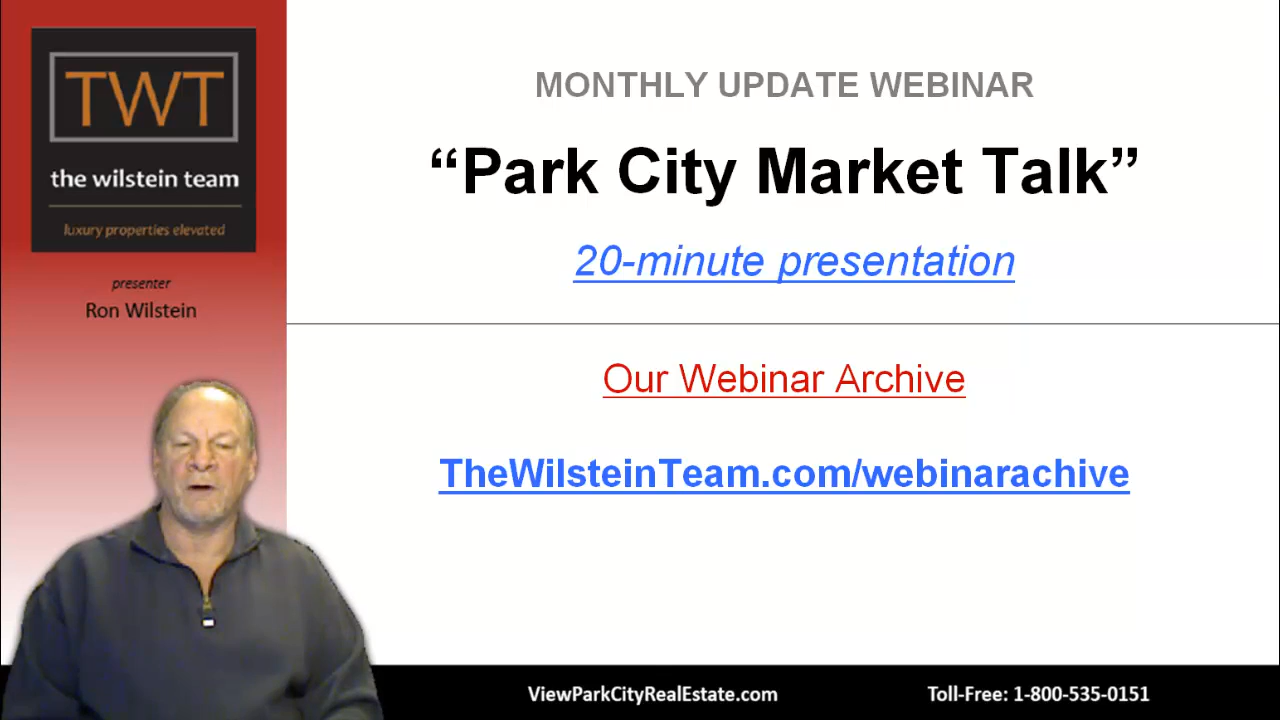 TWT
the wilstein team
luxury properties elevated
presenter
Ron Wilstein
MONTHLY UPDATE WEBINAR
“Park City Market Talk”
20-minute presentation
Our Webinar Archive
TheWilsteinTeam.com/webinarachive
ViewParkCityRealEstate.com
Toll-Free: 1-800-535-0151